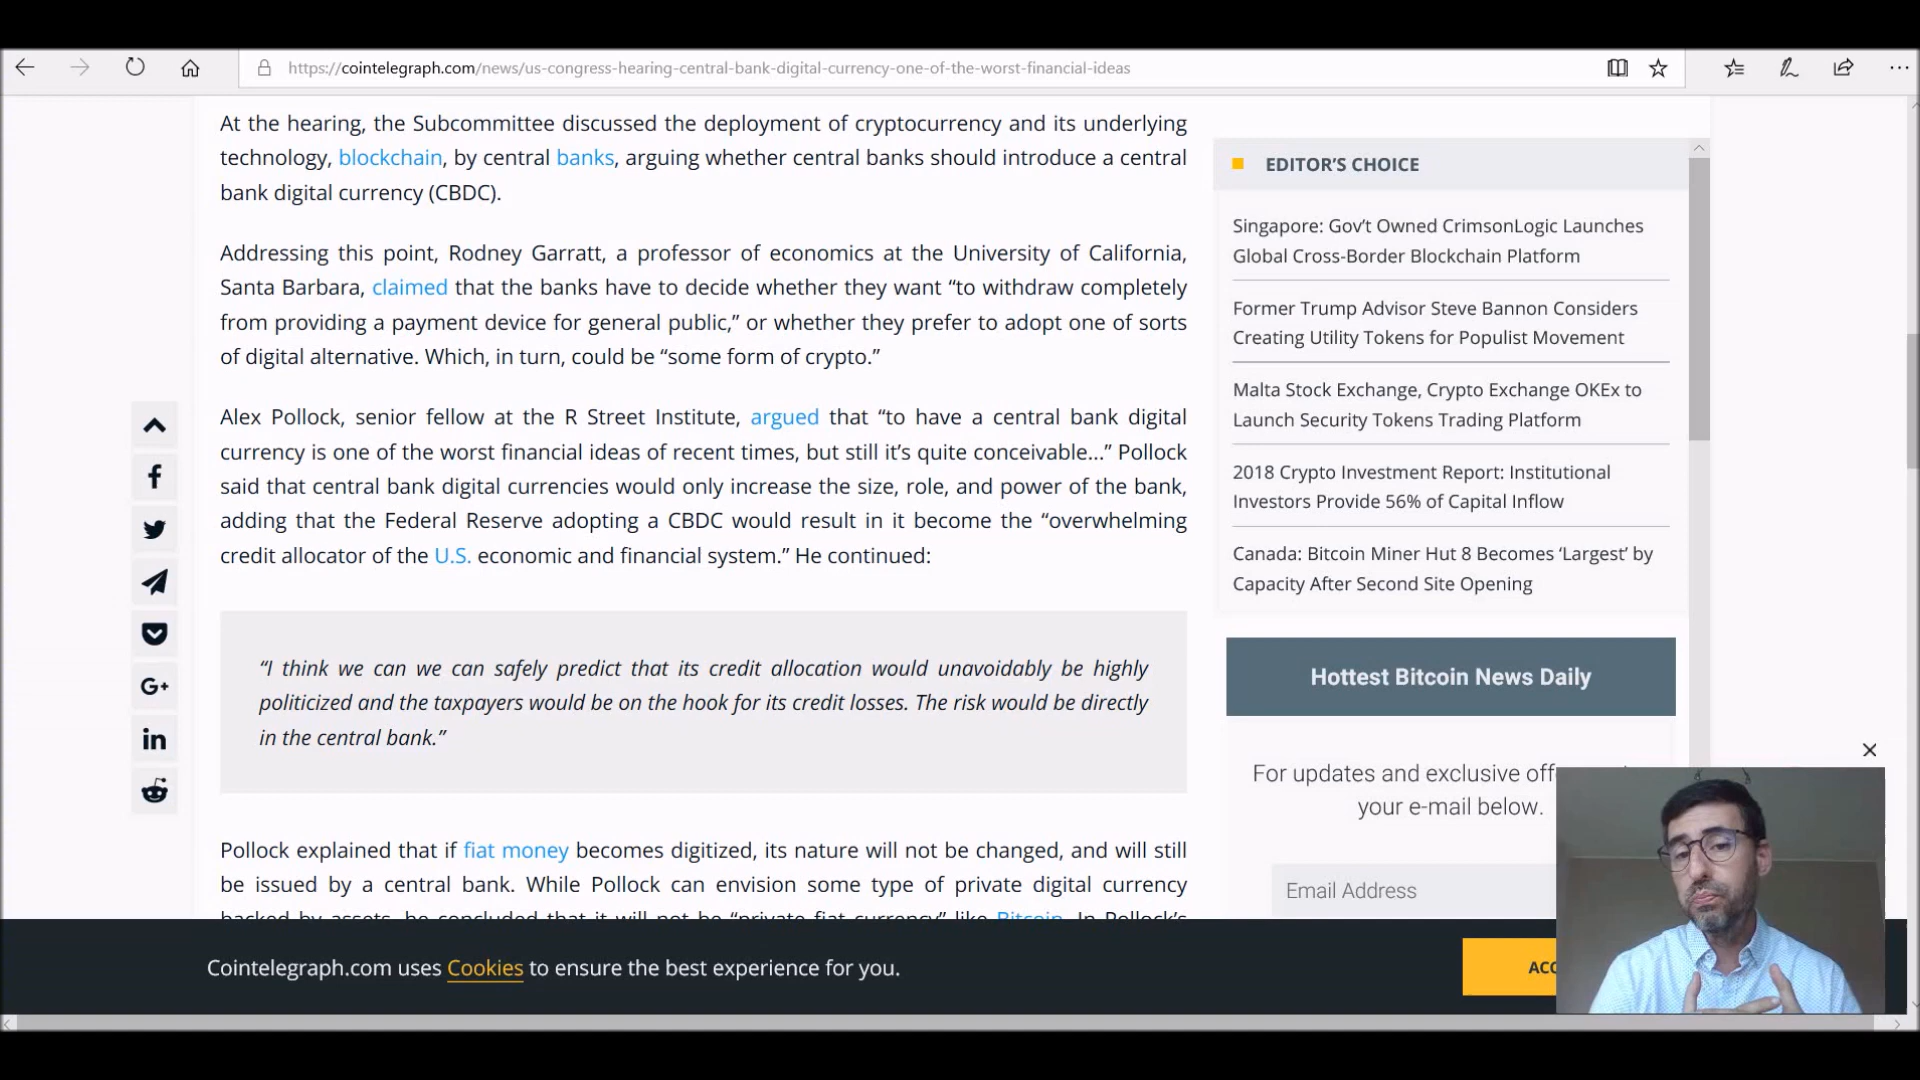 https://cointelegraph.com/news/us-congress-hearing-central-bank-digital-currency-one-of-the-worst-financial-ideas
At the hearing, the Subcommittee discussed the deployment of cryptocurrency and its underlying
technology, blockchain, by central banks, arguing whether central banks should introduce a central
bank digital currency (CBDC).
Addressing this point, Rodney Garratt, a professor of economics at the University of California,
Santa Barbara, claimed that the banks have to decide whether they want “to withdraw completely
from providing a payment device for general public,” or whether they prefer to adopt one of sorts
of digital alternative. Which, in turn, could be “some form of crypto.”
Alex Pollock, senior fellow at the R Street Institute, argued that “to have a central bank digital
currency is one of the worst financial ideas of recent times, but still it’s quite conceivable...” Pollock
said that central bank digital currencies would only increase the size, role, and power of the bank,
adding that the Federal Reserve adopting a CBDC would result in it become the “overwhelming
credit allocator of the U.S. economic and financial system.” He continued:
“I think we can we can safely predict that its credit allocation would unavoidably be highly
politicized and the taxpayers would be on the hook for its credit losses. The risk would be directly
in the central bank.”
Pollock explained that if fiat money becomes digitized, its nature will not be changed, and will still
be issued by a central bank. While Pollock can envision some type of private digital currency
backed by assets, he concluded that it will not be “private fiat currency” like Bitcoin. In Pollock’s
EDITOR’S CHOICE
Singapore: Gov’t Owned CrimsonLogic Launches
Global Cross-Border Blockchain Platform
Former Trump Advisor Steve Bannon Considers
Creating Utility Tokens for Populist Movement
Malta Stock Exchange, Crypto Exchange OKEx to
Launch Security Tokens Trading Platform
2018 Crypto Investment Report: Institutional
Investors Provide 56% of Capital Inflow
Canada: Bitcoin Miner Hut 8 Becomes ‘Largest’ by
Capacity After Second Site Opening
Hottest Bitcoin News Daily
For updates and exclusive off
your e-mail below.
Email Address
Cointelegraph.com uses Cookies to ensure the best experience for you.
ACC